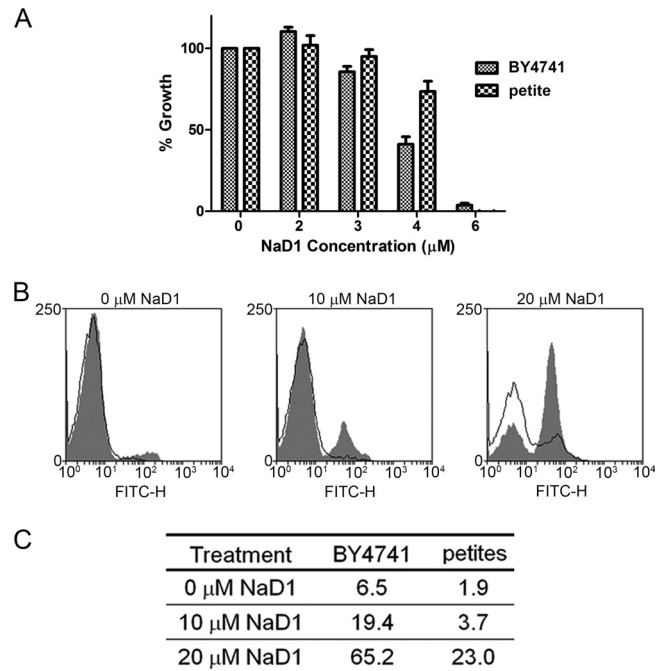 A
% Growth
100
50
0
BY4741
petite
0 2 3 4 6
NaD1 Concentration (μM)
B
0 μM NaD1
10 μM NaD1
20 μM NaD1
250
0
10⁰ 10¹ 10² 10³ 10⁴
FITC-H
250
0
10⁰ 10¹ 10² 10³ 10⁴
FITC-H
250
0
10⁰ 10¹ 10² 10³ 10⁴
FITC-H
C
Treatment BY4741 petites
0 μM NaD1 6.5 1.9
10 μM NaD1 19.4 3.7
20 μM NaD1 65.2 23.0